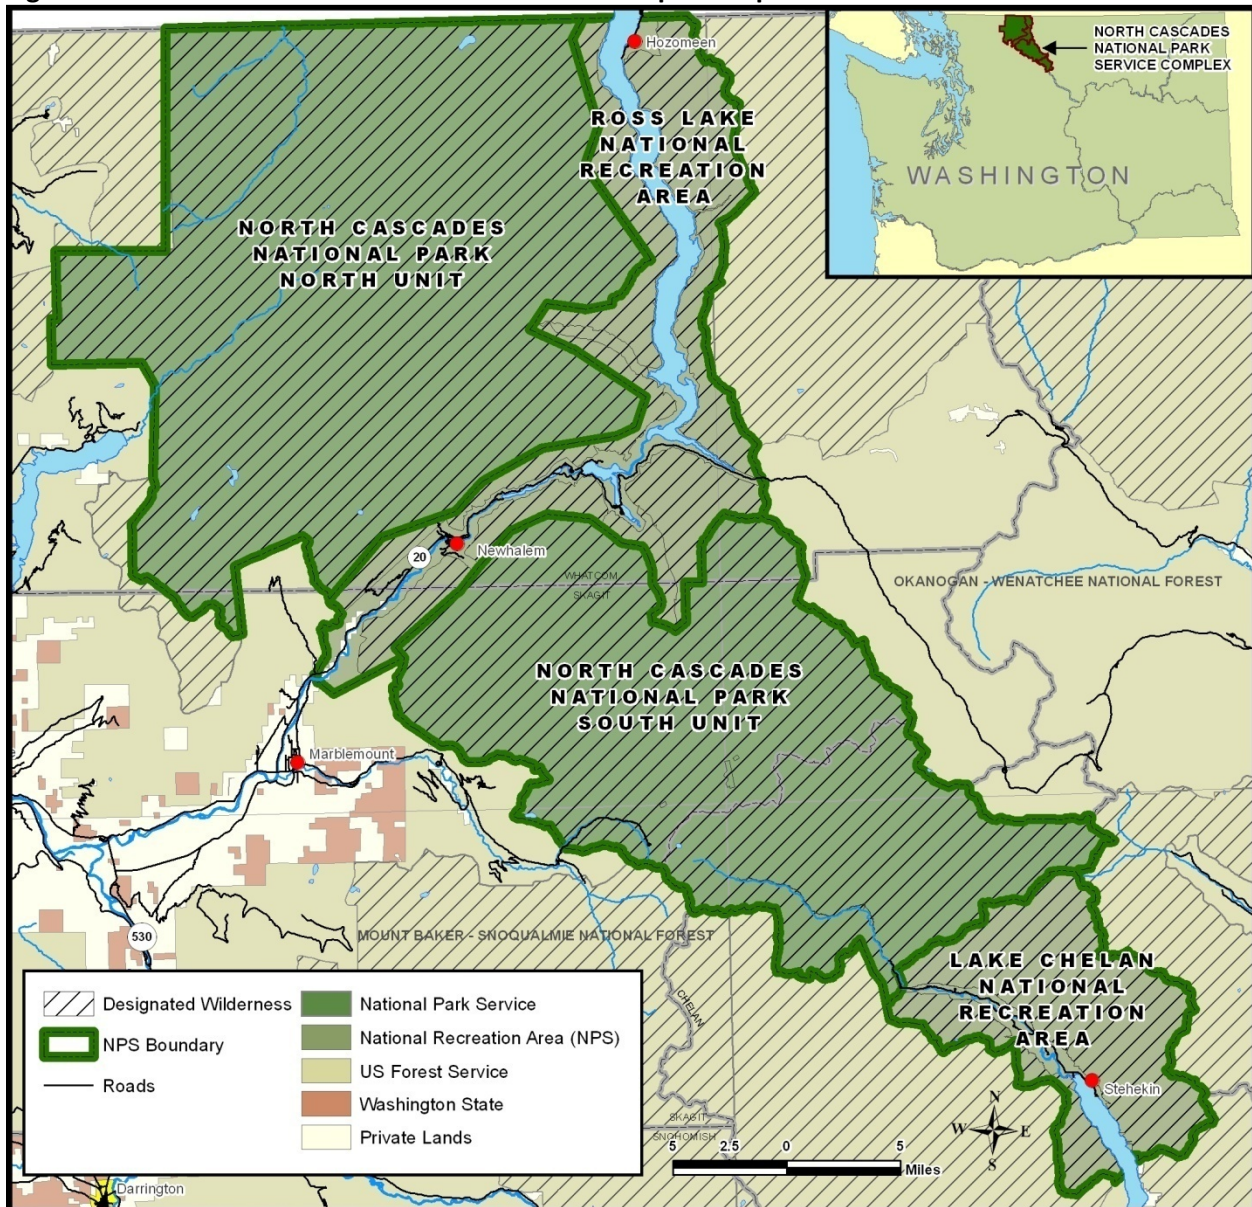 Hozomeen
NORTH CASCADES
NATIONAL PARK
SERVICE COMPLEX
WASHINGTON
ROSS LAKE
NATIONAL
RECREATION
AREA
NORTH CASCADES
NATIONAL PARK
NORTH UNIT
20
Newhalem
WHATCOM
SKAGIT
OKANOGAN - WENATCHEE NATIONAL FOREST
NORTH CASCADES
NATIONAL PARK
SOUTH UNIT
Marblemount
530
MOUNT BAKER - SNOQUALMIE NATIONAL FOREST
CHELAN
LAKE CHELAN
NATIONAL
RECREATION
AREA
Stehekin
SKAGIT
SNOHOMISH
N
W E
S
5 2.5 0 5
Miles
Designated Wilderness
NPS Boundary
Roads
National Park Service
National Recreation Area (NPS)
US Forest Service
Washington State
Private Lands
Darrington